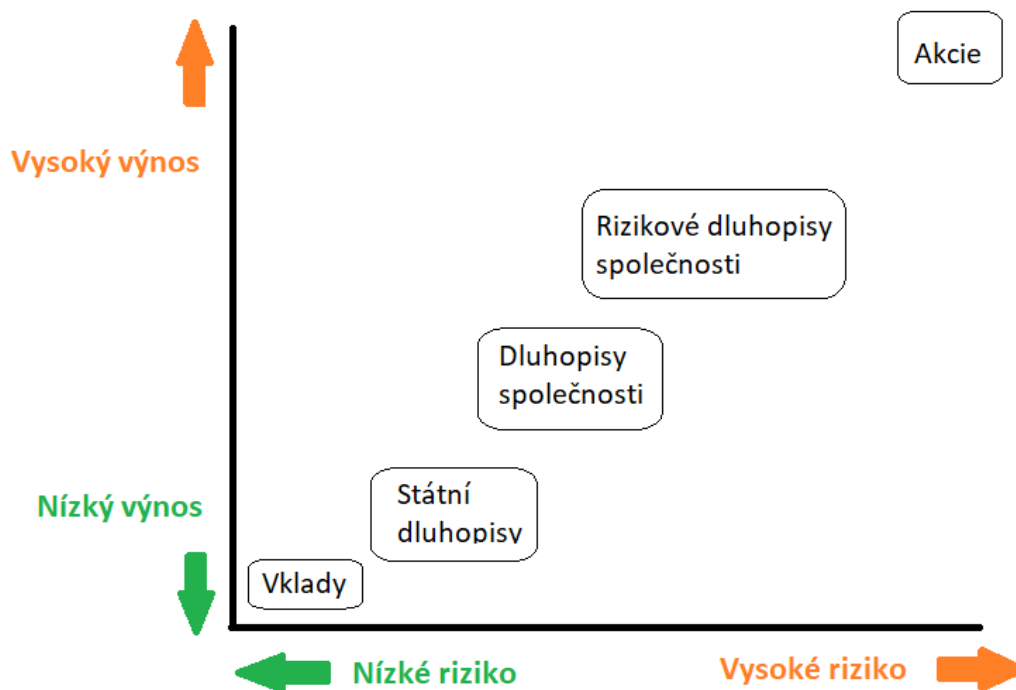 Akcie
Vysoký výnos
Rizikové dluhopisy
společnosti
Dluhopisy
společnosti
Státní
dluhopisy
Nízký výnos
Vklady
Nízké riziko
Vysoké riziko